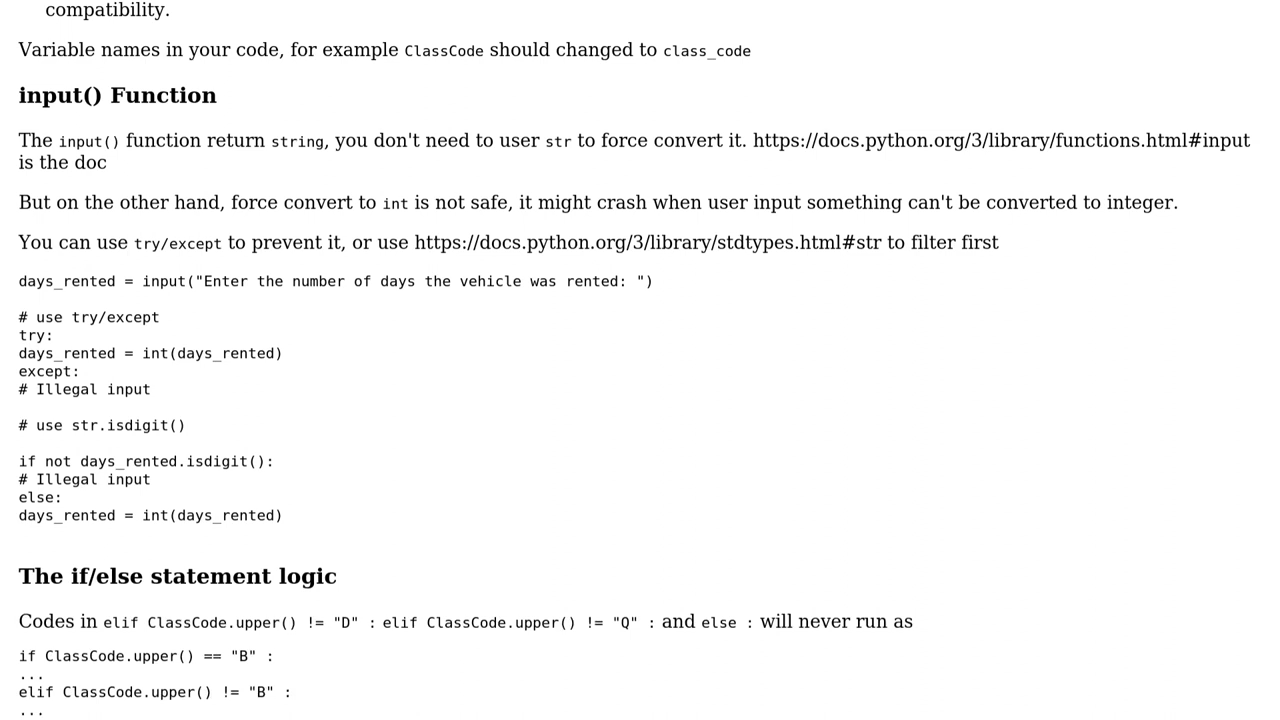 compatibility.
Variable names in your code, for example ClassCode should changed to class_code
input() Function
The input() function return string, you don't need to user str to force convert it. https://docs.python.org/3/library/functions.html#input
is the doc
But on the other hand, force convert to int is not safe, it might crash when user input something can't be converted to integer.
You can use try/except to prevent it, or use https://docs.python.org/3/library/stdtypes.html#str to filter first
days_rented = input("Enter the number of days the vehicle was rented: ")
# use try/except
try:
days_rented = int(days_rented)
except:
# Illegal input
# use str.isdigit()
if not days_rented.isdigit():
# Illegal input
else:
days_rented = int(days_rented)
The if/else statement logic
Codes in elif ClassCode.upper() != "D" : elif ClassCode.upper() != "Q" : and else : will never run as
if ClassCode.upper() == "B" :
...
elif ClassCode.upper() != "B" :
...